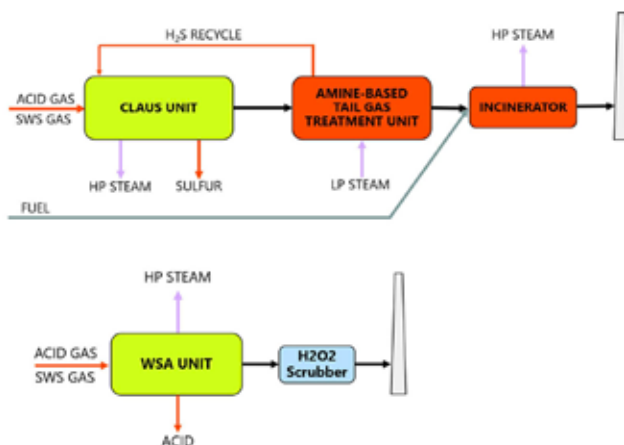 H₂S RECYCLE
HP STEAM
ACID GAS
SWS GAS
CLAUS UNIT
AMINE-BASED
TAIL GAS
TREATMENT UNIT
INCINERATOR
HP STEAM
SULFUR
LP STEAM
FUEL
HP STEAM
ACID GAS
SWS GAS
WSA UNIT
H2O2
Scrubber
ACID